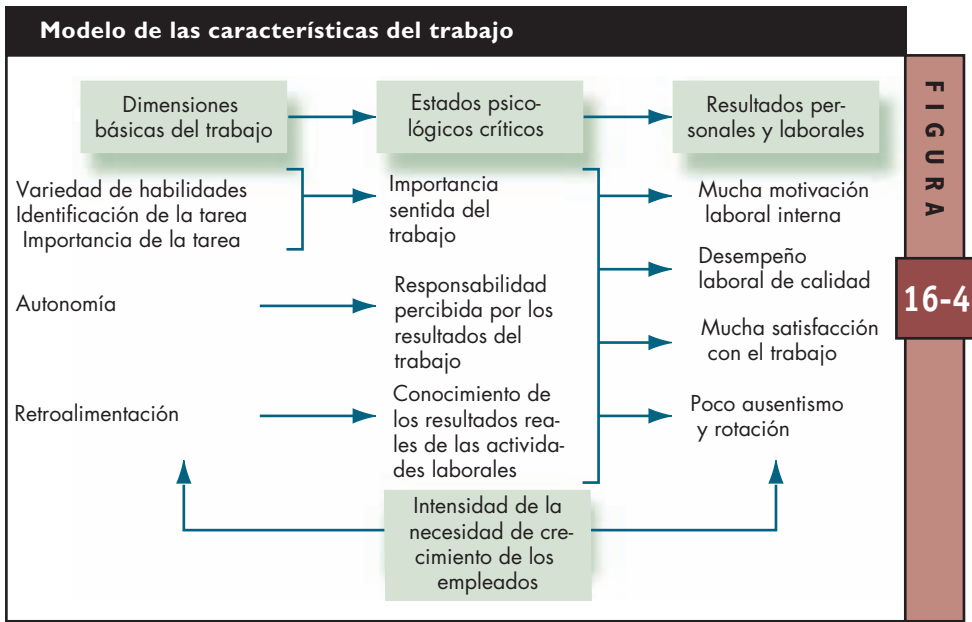 Modelo de las características del trabajo
Dimensiones
básicas del trabajo
Estados psico-
lógicos críticos
Resultados per-
sonales y laborales
Variedad de habilidades
Identificación de la tarea
Importancia de la tarea
Importancia
sentida del
trabajo
Mucha motivación
laboral interna
Desempeño
laboral de calidad
Autonomía
Responsabilidad
percibida por los
resultados del
trabajo
Mucha satisfacción
con el trabajo
Retroalimentación
Conocimiento de
los resultados rea-
les de las activida-
des laborales
Poco ausentismo
y rotación
Intensidad de la
necesidad de cre-
cimiento de los
empleados
FIGURA
16-4